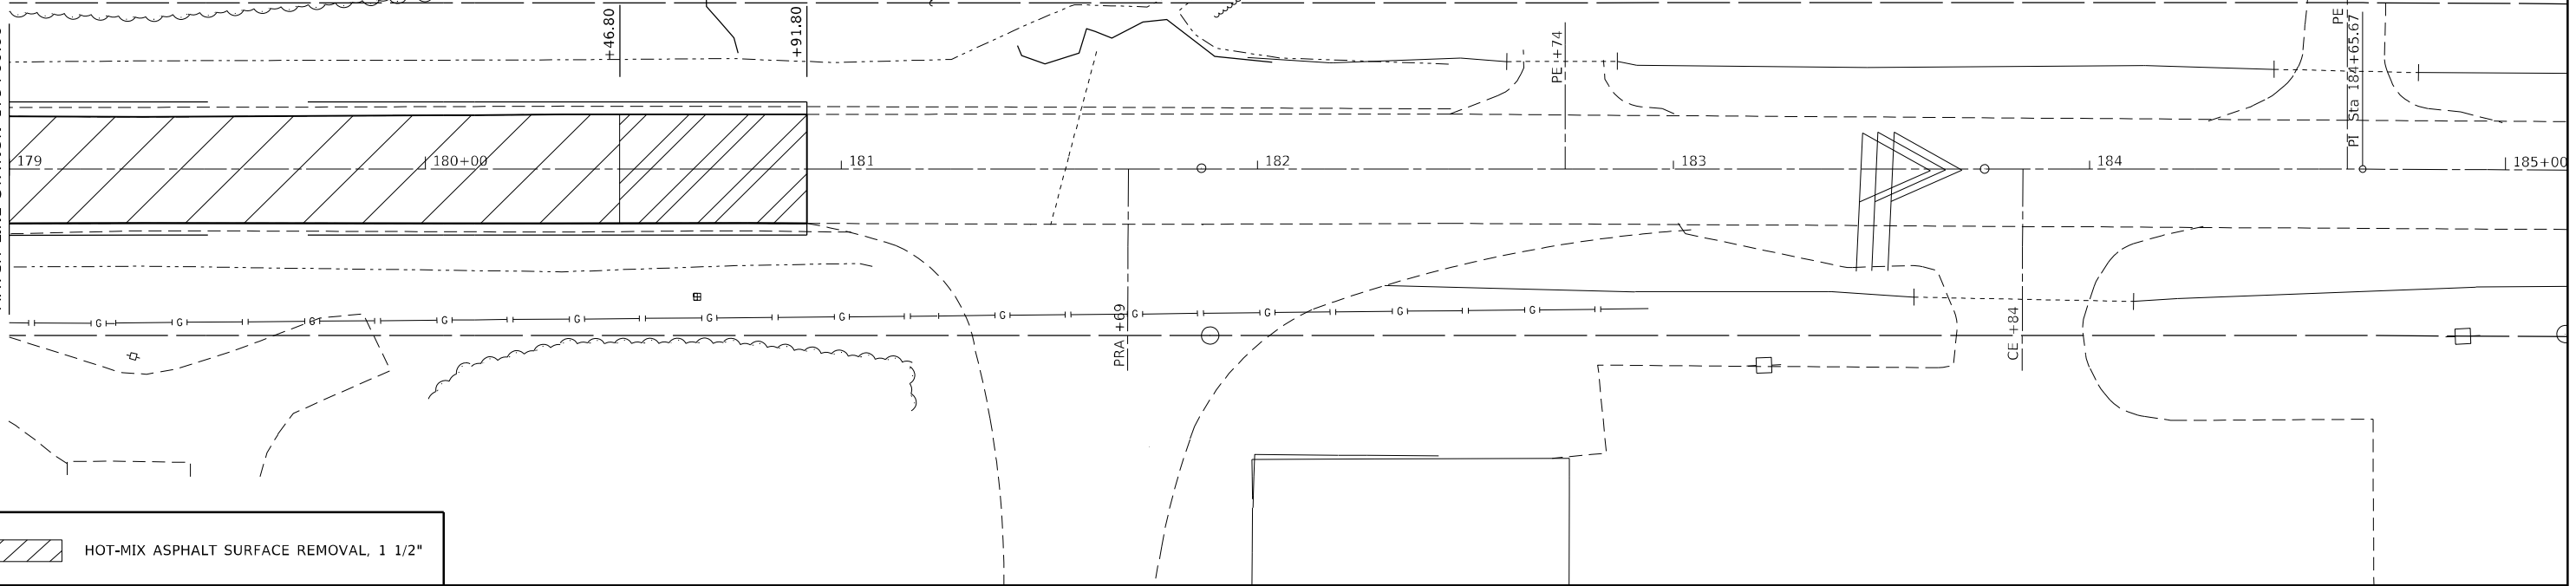 +46.80
+91.80
PE +74
PE
PI Sta 184+65.67
179
180+00
181
182
183
184
185+00
PRA +69
CE +84
G G G G G G G G G G G G
HOT-MIX ASPHALT SURFACE REMOVAL, 1 1/2"